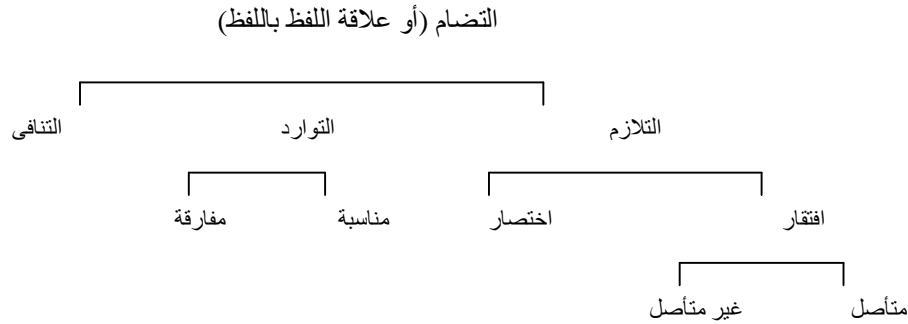 التضام (أو علاقة اللفظ باللفظ)
التلازم التوارد التنافى
افتقار اختصار مناسبة مفارقة
متأصل غير متأصل